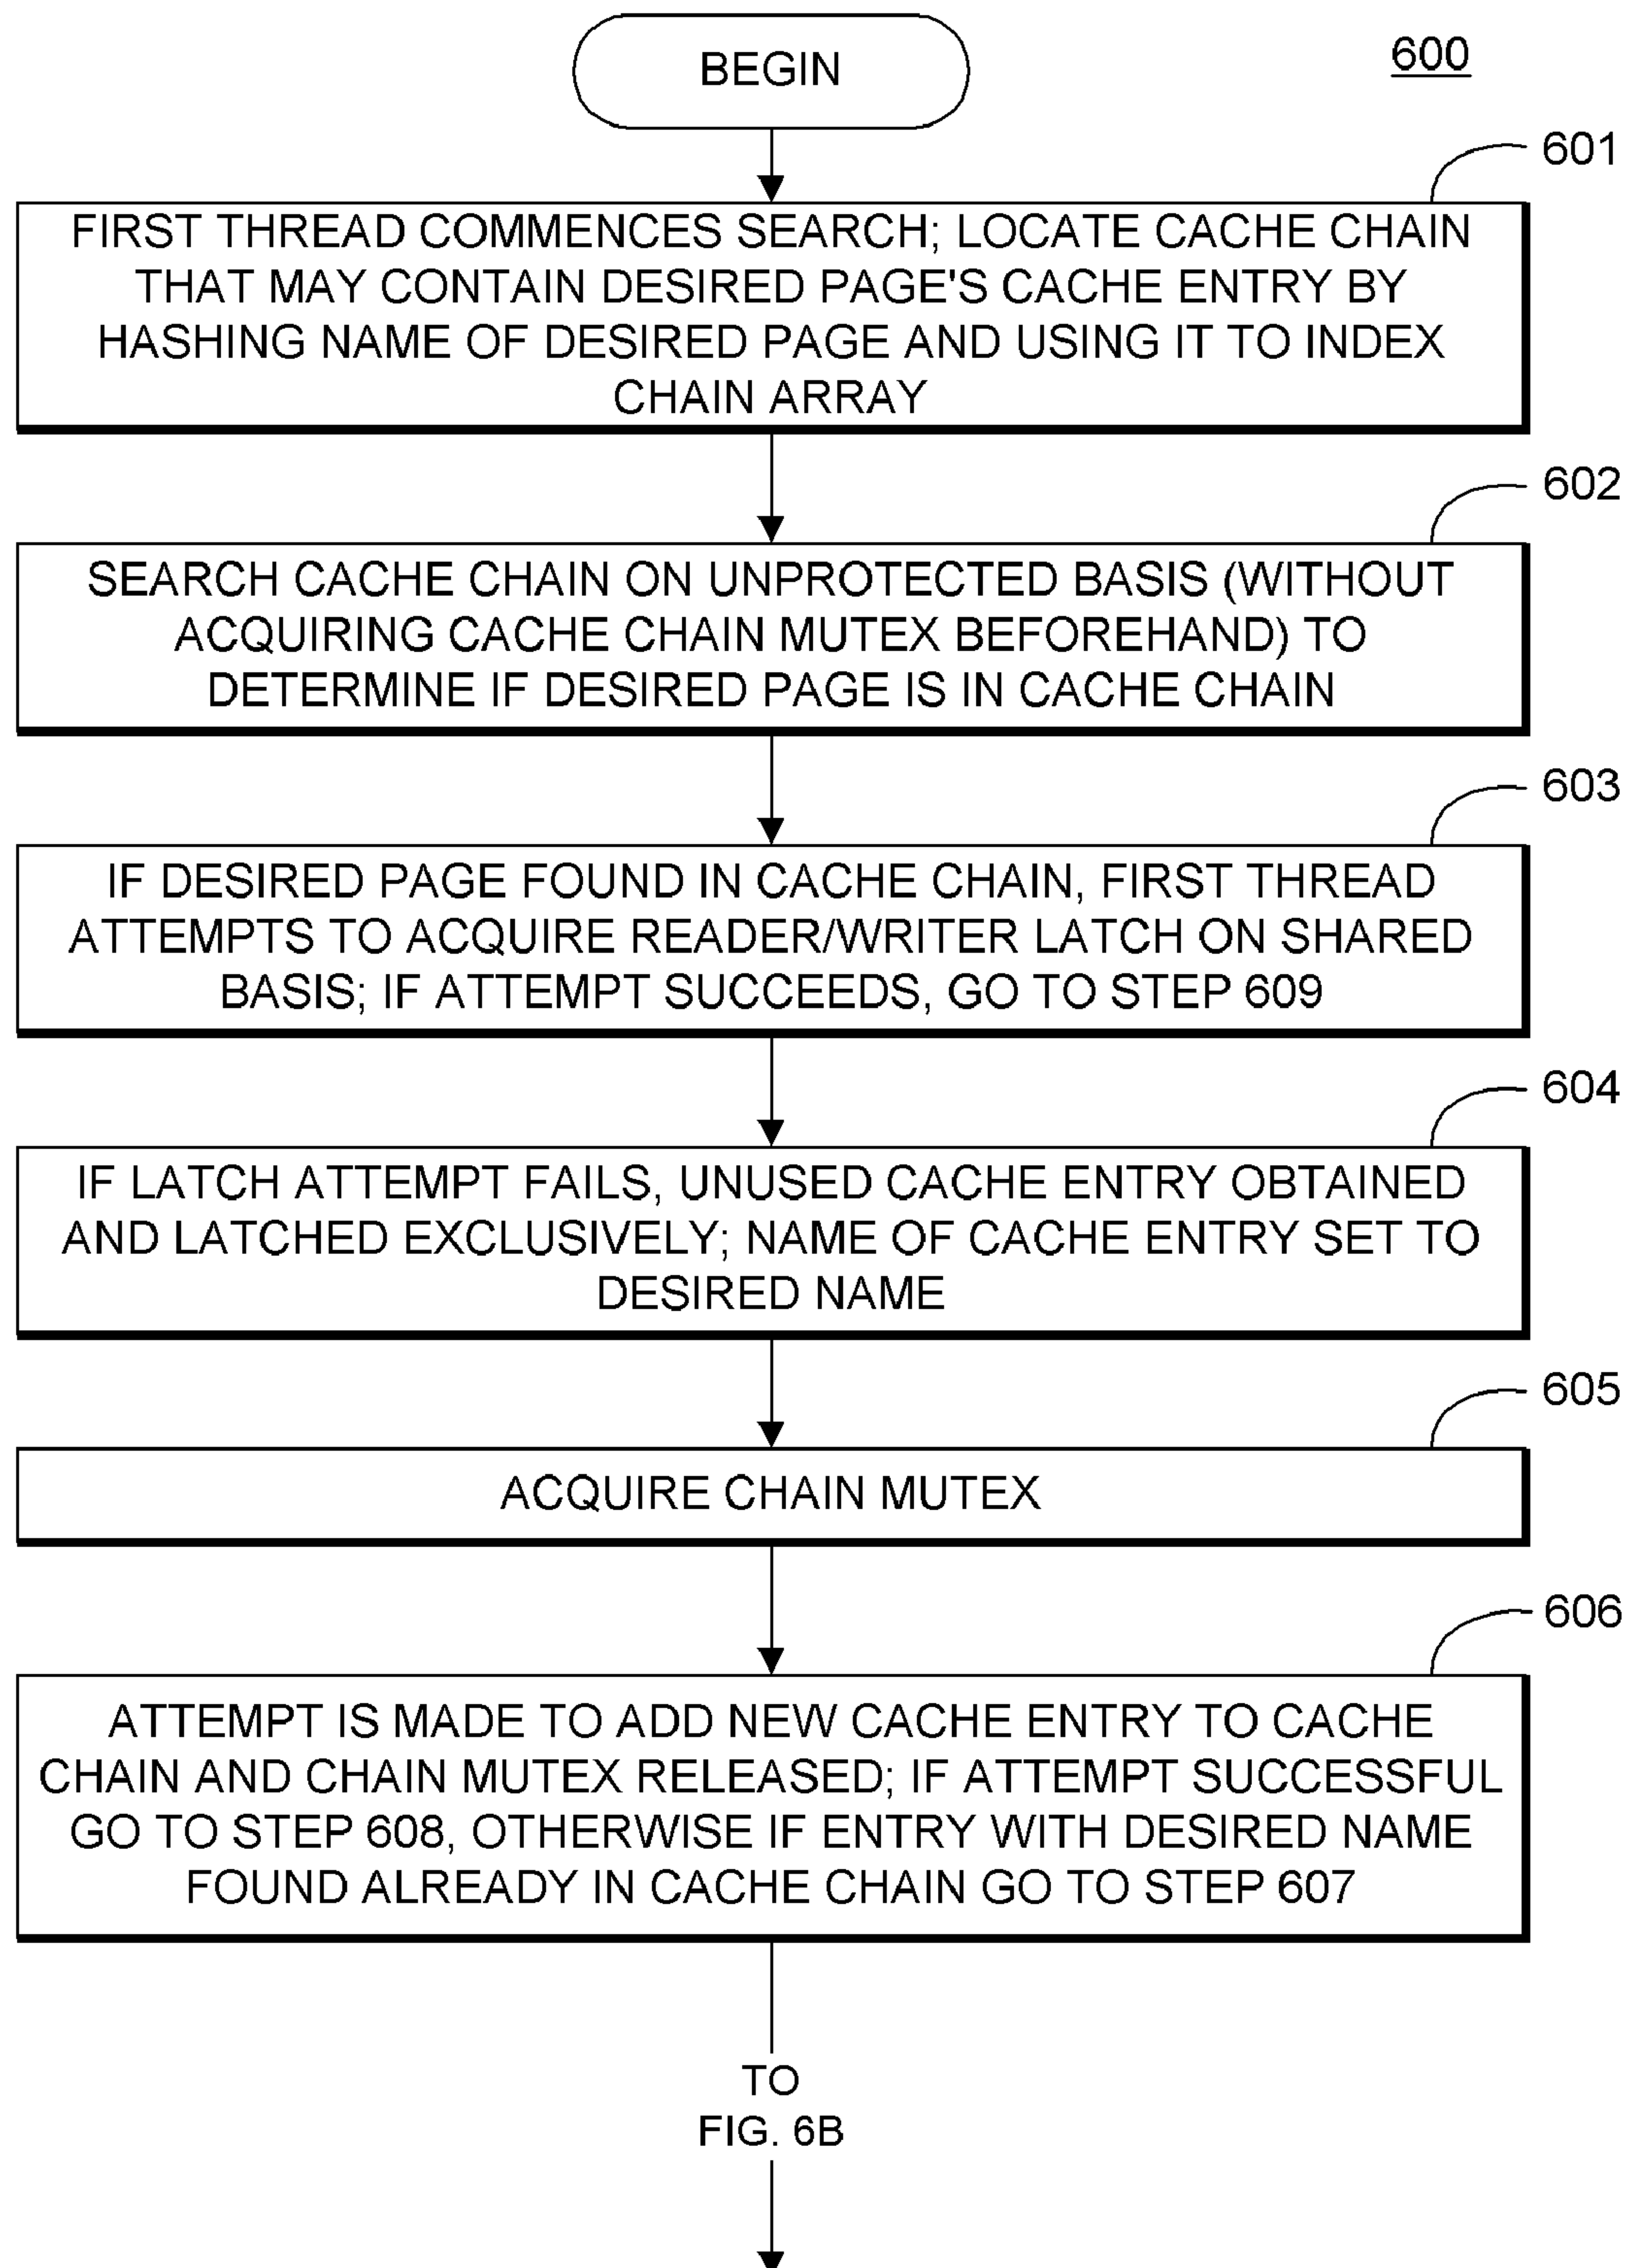 BEGIN
600
601
FIRST THREAD COMMENCES SEARCH; LOCATE CACHE CHAIN
THAT MAY CONTAIN DESIRED PAGE'S CACHE ENTRY BY
HASHING NAME OF DESIRED PAGE AND USING IT TO INDEX
CHAIN ARRAY
602
SEARCH CACHE CHAIN ON UNPROTECTED BASIS (WITHOUT
ACQUIRING CACHE CHAIN MUTEX BEFOREHAND) TO
DETERMINE IF DESIRED PAGE IS IN CACHE CHAIN
603
IF DESIRED PAGE FOUND IN CACHE CHAIN, FIRST THREAD
ATTEMPTS TO ACQUIRE READER/WRITER LATCH ON SHARED
BASIS; IF ATTEMPT SUCCEEDS, GO TO STEP 609
604
IF LATCH ATTEMPT FAILS, UNUSED CACHE ENTRY OBTAINED
AND LATCHED EXCLUSIVELY; NAME OF CACHE ENTRY SET TO
DESIRED NAME
605
ACQUIRE CHAIN MUTEX
606
ATTEMPT IS MADE TO ADD NEW CACHE ENTRY TO CACHE
CHAIN AND CHAIN MUTEX RELEASED; IF ATTEMPT SUCCESSFUL
GO TO STEP 608, OTHERWISE IF ENTRY WITH DESIRED NAME
FOUND ALREADY IN CACHE CHAIN GO TO STEP 607
TO
FIG. 6B